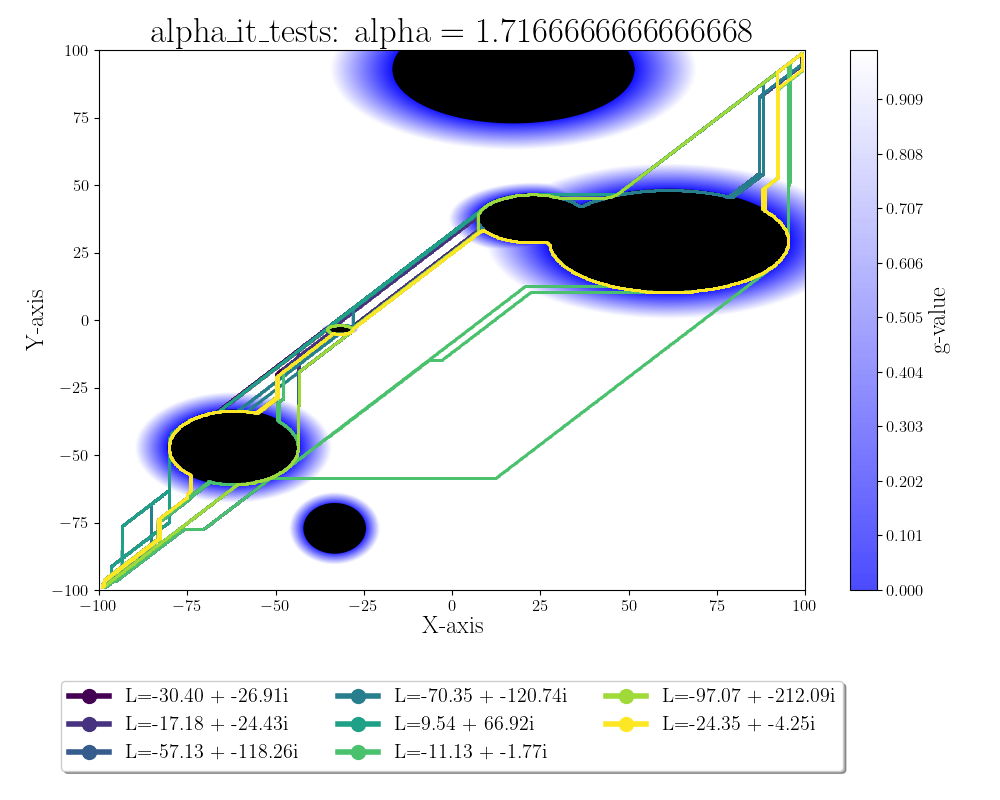 alpha_it_tests: alpha = 1.7166666666666668
100
75
50
25
0
−25
−50
−75
−100
Y-axis
−100 −75 −50 −25 0 25 50 75 100
X-axis
0.909
0.808
0.707
0.606
0.505
0.404
0.303
0.202
0.101
0.000
g-value
L=-30.40 + -26.91i L=-70.35 + -120.74i L=-97.07 + -212.09i
L=-17.18 + -24.43i L=9.54 + 66.92i L=-24.35 + -4.25i
L=-57.13 + -118.26i L=-11.13 + -1.77i